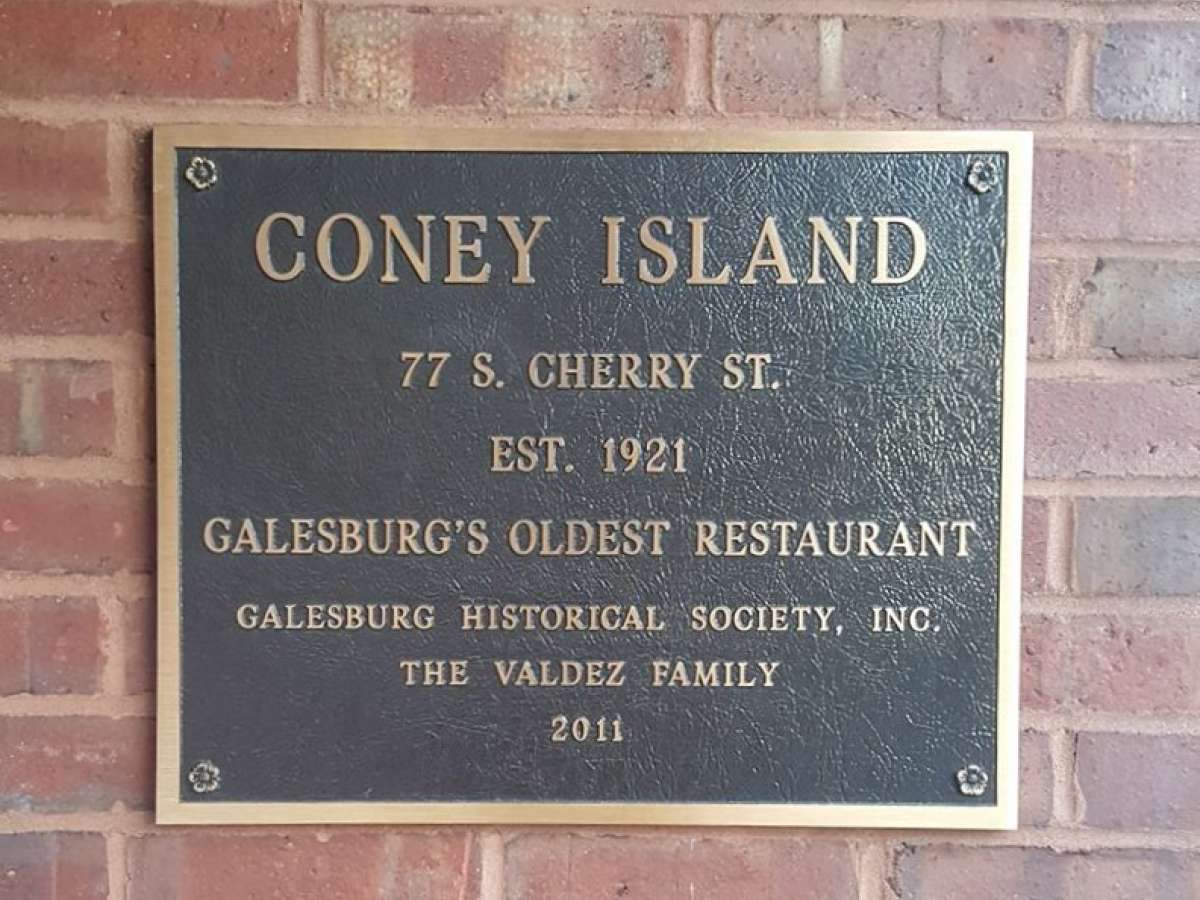 CONEY ISLAND
77 S. CHERRY ST.
EST. 1921
GALESBURG'S OLDEST RESTAURANT
GALESBURG HISTORICAL SOCIETY, INC.
THE VALDEZ FAMILY
2011